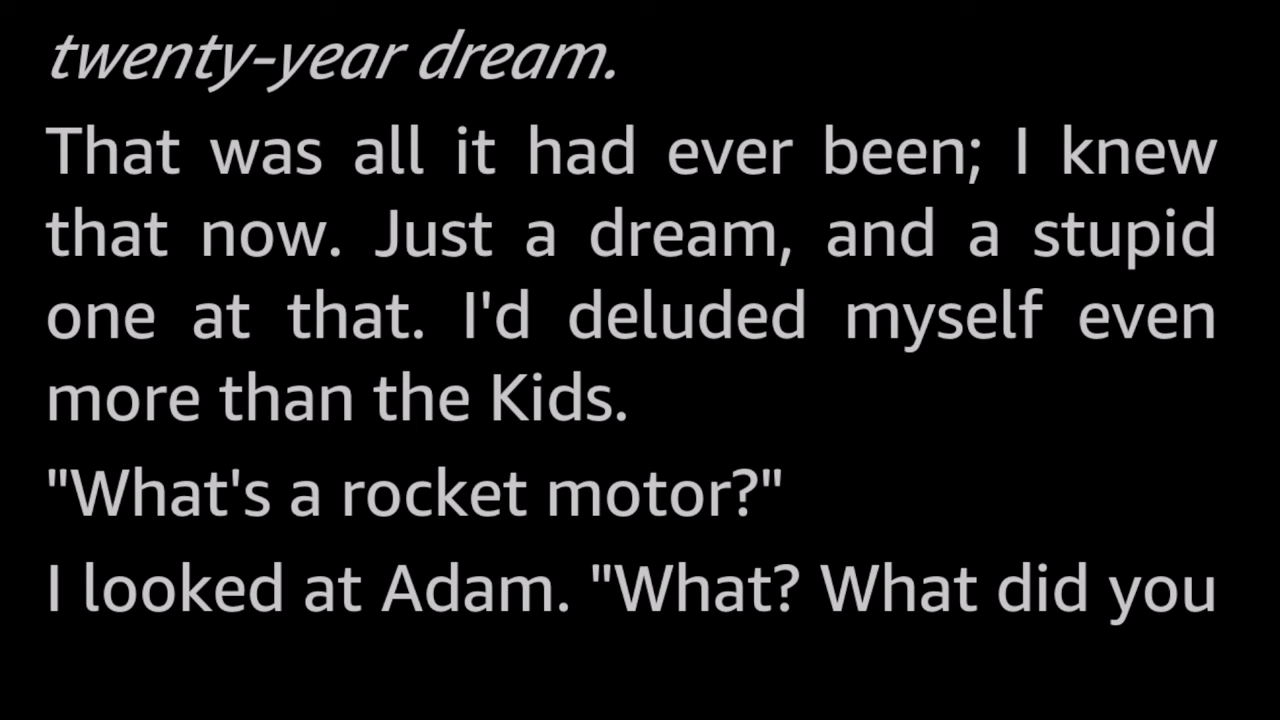 twenty-year dream.
That was all it had ever been; I knew
that now. Just a dream, and a stupid
one at that. I'd deluded myself even
more than the Kids.
"What's a rocket motor?"
I looked at Adam. "What? What did you